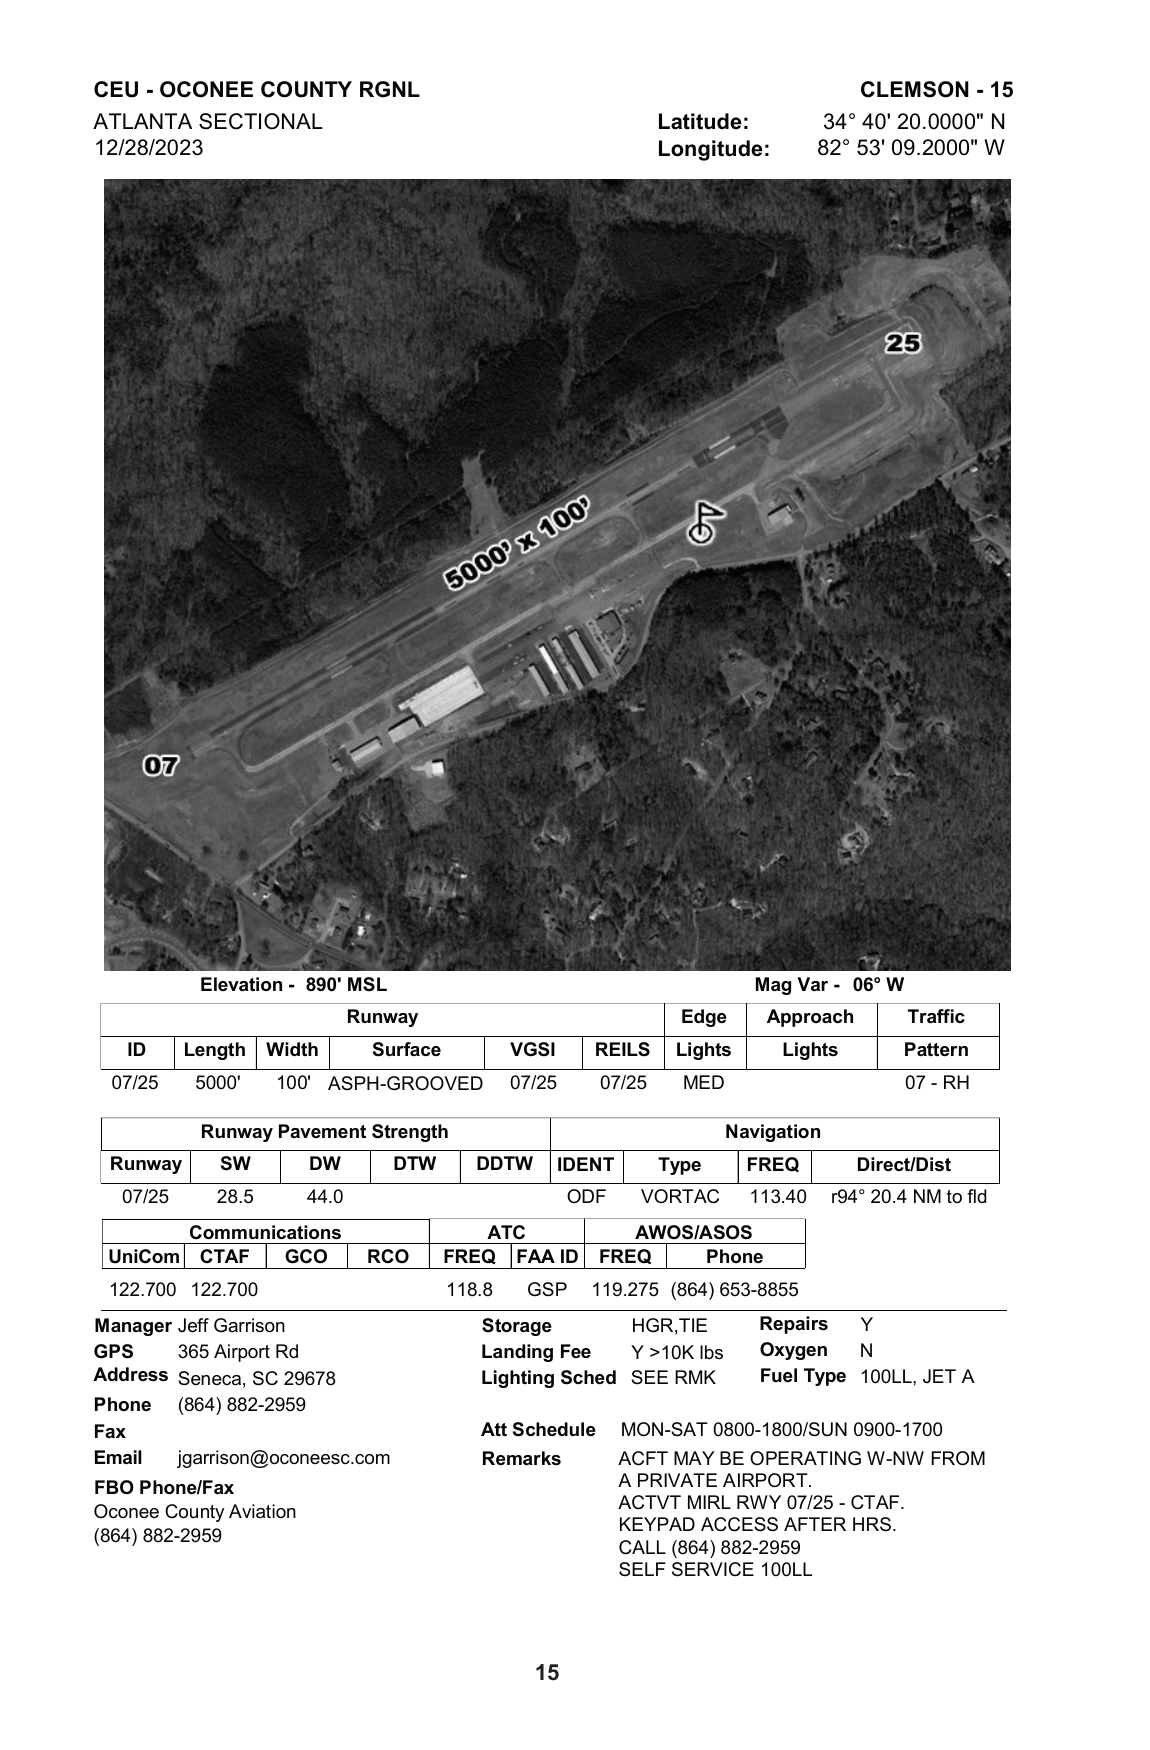 CEU - OCONEE COUNTY RGNL CLEMSON - 15
ATLANTA SECTIONAL Latitude: 34° 40' 20.0000" N
12/28/2023 Longitude: 82° 53' 09.2000" W
25
5000' x 100'
07
Elevation - 890' MSL Mag Var - 06° W
Runway Edge Approach Traffic
ID Length Width Surface VGSI REILS Lights Lights Pattern
07/25 5000' 100' ASPH-GROOVED 07/25 07/25 MED 07 - RH
Runway Pavement Strength Navigation
Runway SW DW DTW DDTW IDENT Type FREQ Direct/Dist
07/25 28.5 44.0 ODF VORTAC 113.40 r94° 20.4 NM to fld
Communications ATC AWOS/ASOS
UniCom CTAF GCO RCO FREQ FAA ID FREQ Phone
122.700 122.700 118.8 GSP 119.275 (864) 653-8855
Manager Jeff Garrison Storage HGR,TIE Repairs Y
GPS 365 Airport Rd Landing Fee Y >10K lbs Oxygen N
Address Seneca, SC 29678 Lighting Sched SEE RMK Fuel Type 100LL, JET A
Phone (864) 882-2959
Fax Att Schedule MON-SAT 0800-1800/SUN 0900-1700
Email jgarrison@oconeesc.com Remarks ACFT MAY BE OPERATING W-NW FROM
A PRIVATE AIRPORT.
FBO Phone/Fax ACTVT MIRL RWY 07/25 - CTAF.
Oconee County Aviation KEYPAD ACCESS AFTER HRS.
(864) 882-2959 CALL (864) 882-2959
SELF SERVICE 100LL
15